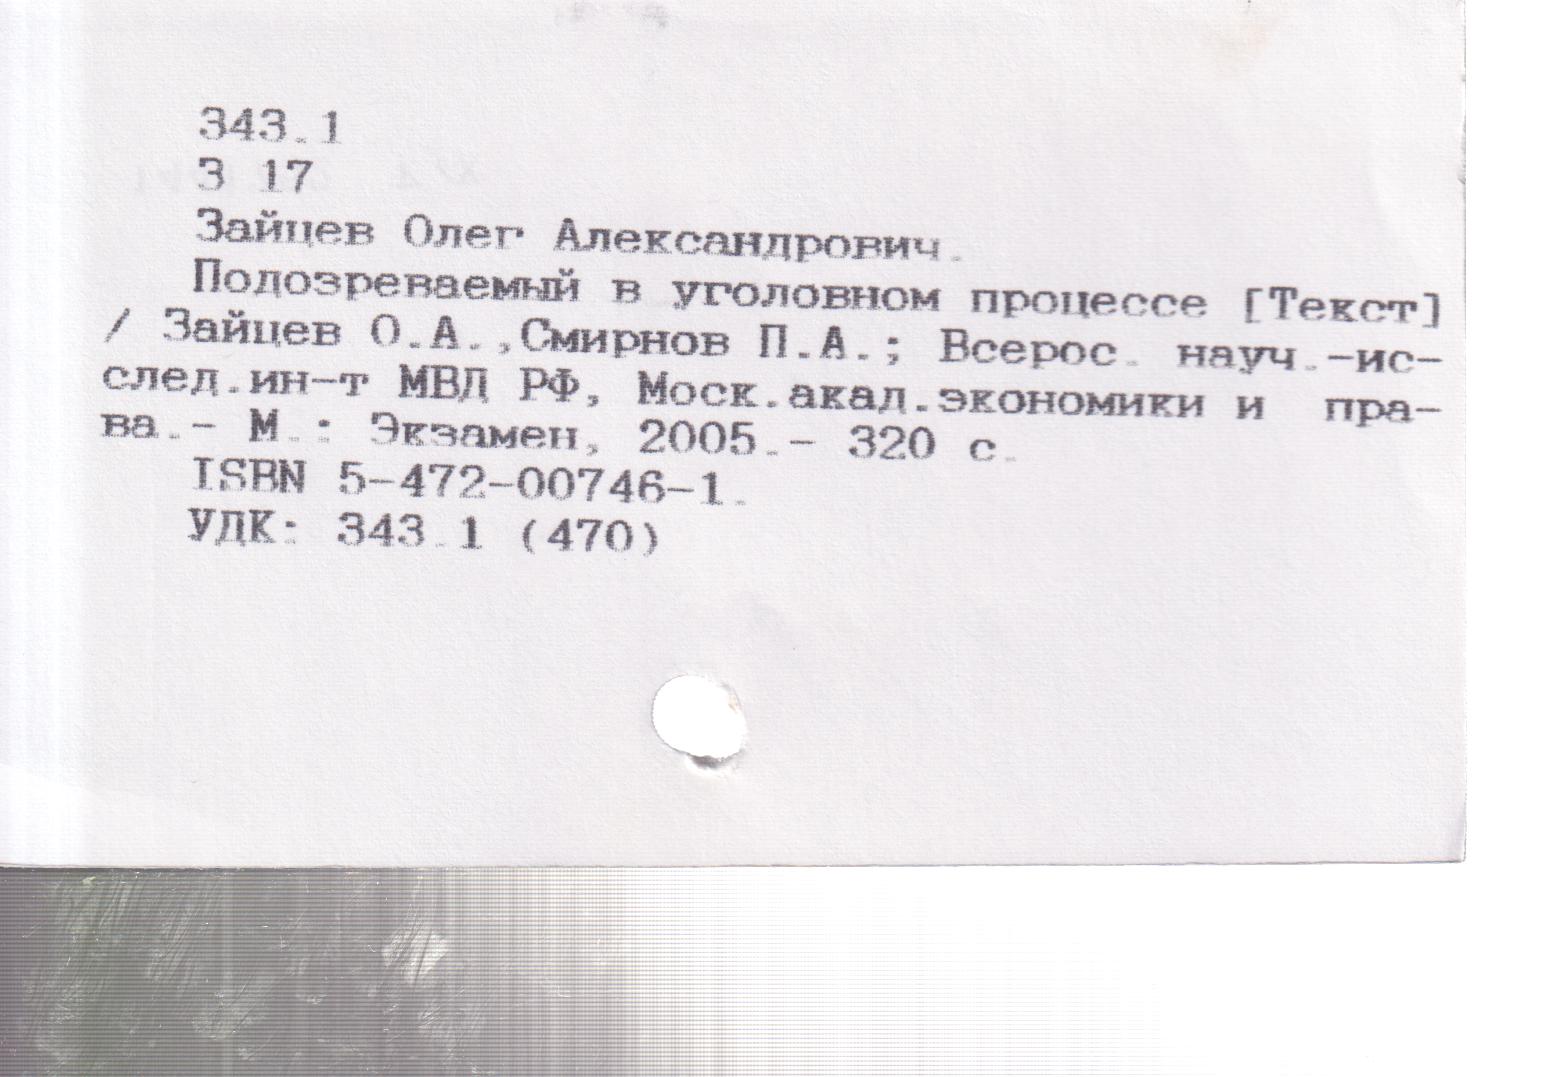 343.1
З 17
Зайцев Олег Александрович.
Подозреваемый в уголовном процессе [Текст]
/ Зайцев О.А.,Смирнов П.А.; Всерос. науч.-ис-
след.ин-т МВД РФ, Моск.акад.экономики и пра-
ва.- М.: Экзамен, 2005.- 320 с.
ISBN 5-472-00746-1.
УДК: 343.1 (470)